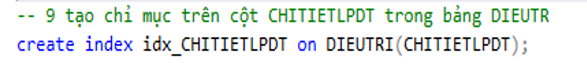 -- 9 tạo chỉ mục trên cột CHITIETLPDT trong bảng DIEUTR
create index idx_CHITIETLPDT on DIEUTRI(CHITIETLPDT);